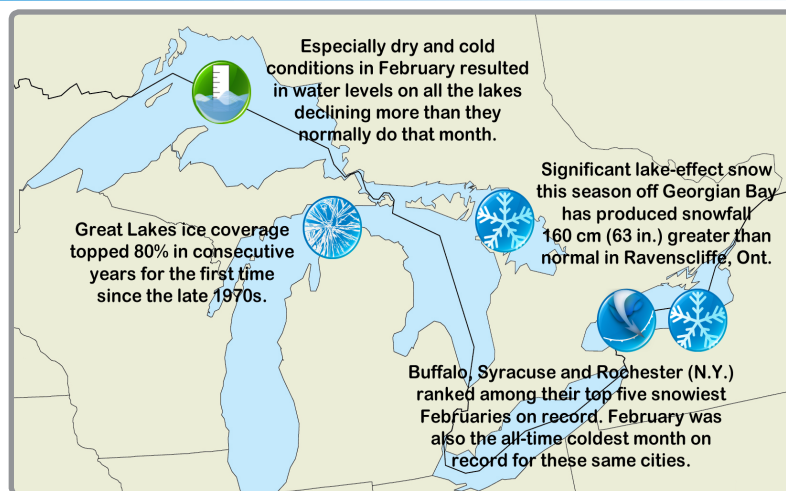 Especially dry and cold
conditions in February resulted
in water levels on all the lakes
declining more than they
normally do that month.
Significant lake-effect snow
this season off Georgian Bay
has produced snowfall
160 cm (63 in.) greater than
normal in Ravenscliffe, Ont.
Great Lakes ice coverage
topped 80% in consecutive
years for the first time
since the late 1970s.
Buffalo, Syracuse and Rochester (N.Y.)
ranked among their top five snowiest
Februaries on record. February was
also the all-time coldest month on
record for these same cities.